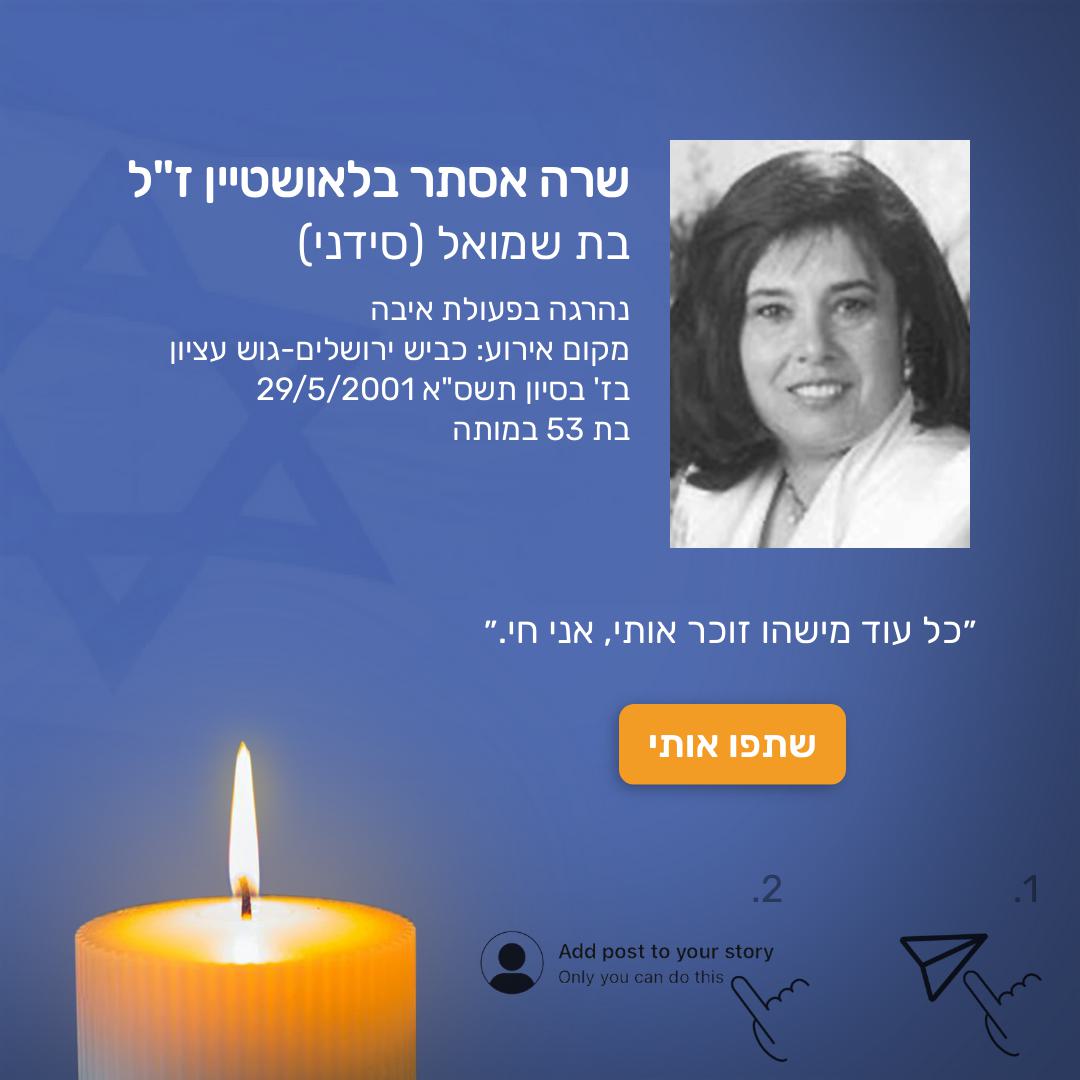 שרה אסתר בלאושטיין ז"ל
בת שמואל (סידני)
נהרגה בפעולת איבה
מקום אירוע: כביש ירושלים-גוש עציון
בז' בסיון תשס"א 29/5/2001
בת 53 במותה
״כל עוד מישהו זוכר אותי, אני חי.״
שתפו אותי
1.
2.
Add post to your story
Only you can do this